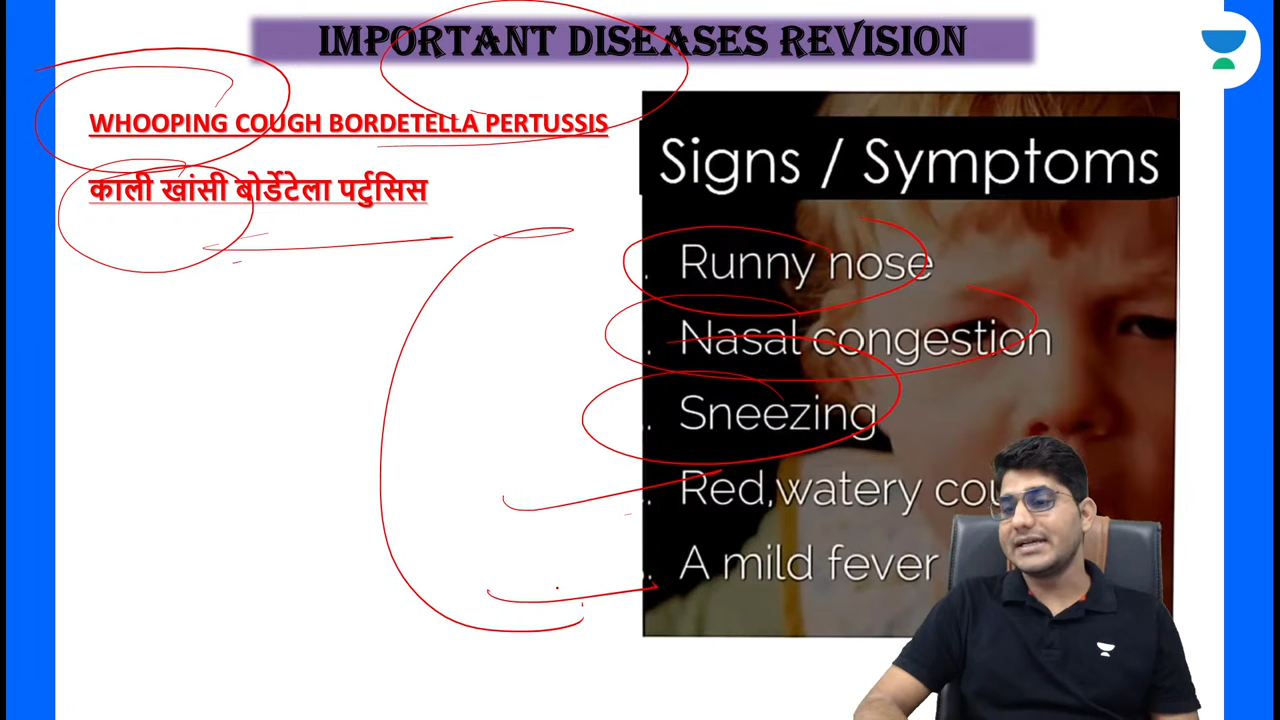 IMPORTANT DISEASES REVISION
WHOOPING COUGH BORDETELLA PERTUSSIS
काली खांसी बोर्डेटेला पर्टुसिस
Signs / Symptoms
Runny nose
Nasal congestion
Sneezing
Red,watery
A mild fever